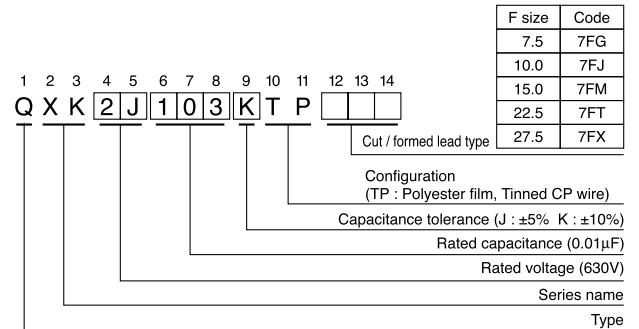 F size Code
7.5 7FG
10.0 7FJ
15.0 7FM
22.5 7FT
27.5 7FX
1 2 3 4 5 6 7 8 9 10 11 12 13 14
Q X K 2 J 1 0 3 K T P
Cut / formed lead type
Configuration
(TP : Polyester film, Tinned CP wire)
Capacitance tolerance (J : ±5% K : ±10%)
Rated capacitance (0.01μF)
Rated voltage (630V)
Series name
Type